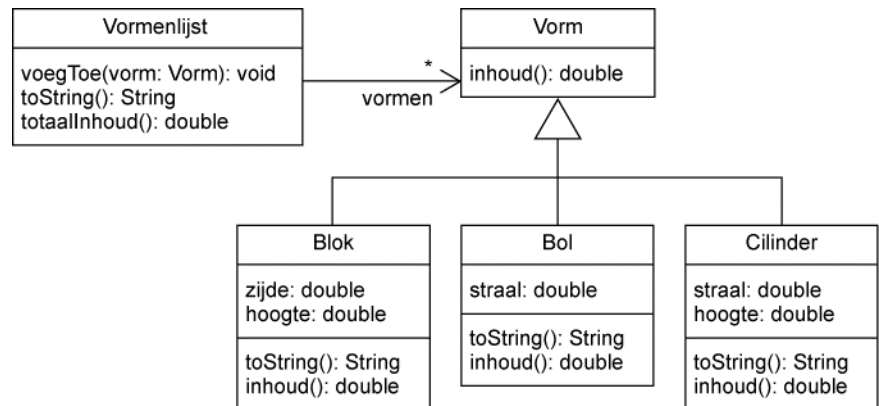 Vormenlijst
voegToe(vorm: Vorm): void
toString(): String
totaalInhoud(): double
*
vormen
Vorm
inhoud(): double
Blok
zijde: double
hoogte: double
toString(): String
inhoud(): double
Bol
straal: double
toString(): String
inhoud(): double
Cilinder
straal: double
hoogte: double
toString(): String
inhoud(): double